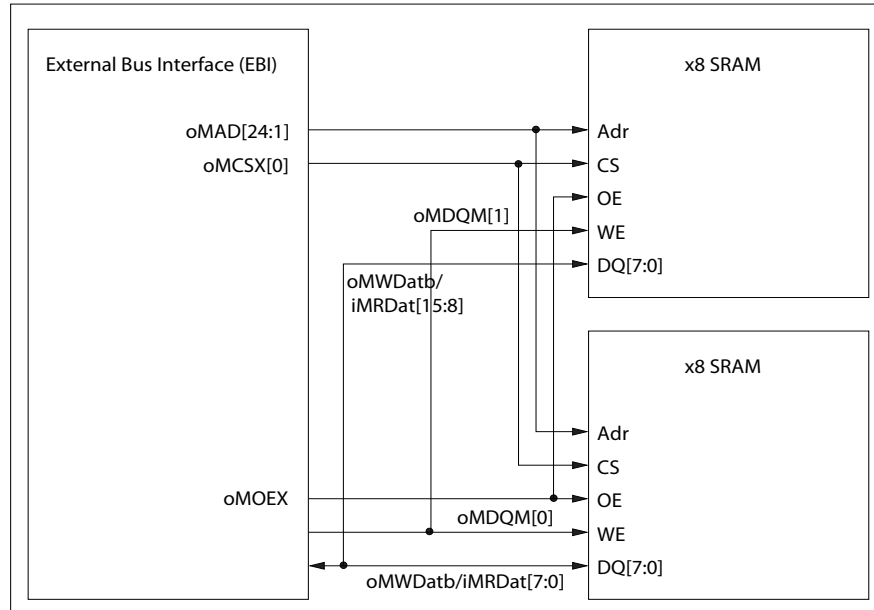 External Bus Interface (EBI)
oMAD[24:1]
oMCSX[0]
oMOEX
oMDQM[1]
oMWDatb/
iMRDat[15:8]
oMDQM[0]
oMWDatb/iMRDat[7:0]
x8 SRAM
Adr
CS
OE
WE
DQ[7:0]
x8 SRAM
Adr
CS
OE
WE
DQ[7:0]